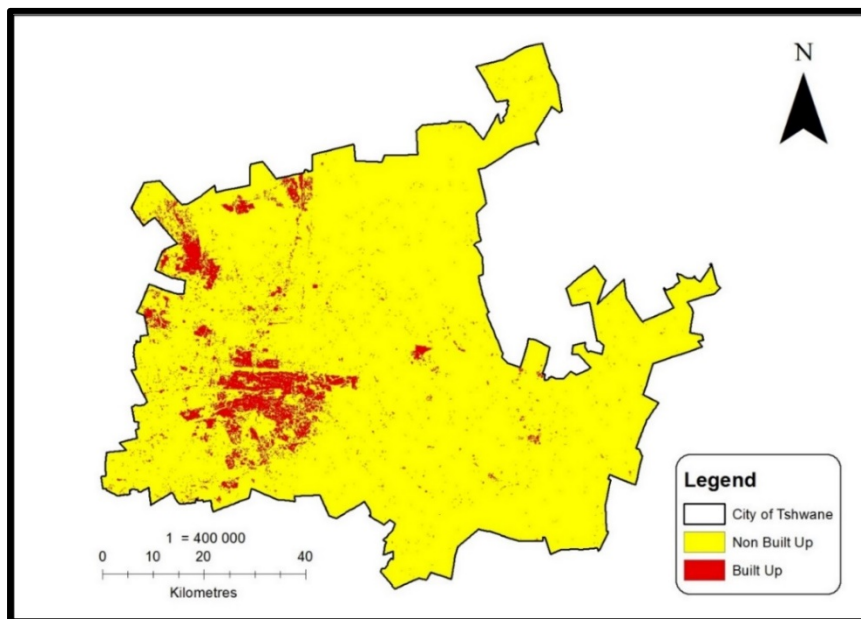 N
Legend
City of Tshwane
Non Built Up
Built Up
1 = 400 000
0 10 20 40
Kilometres